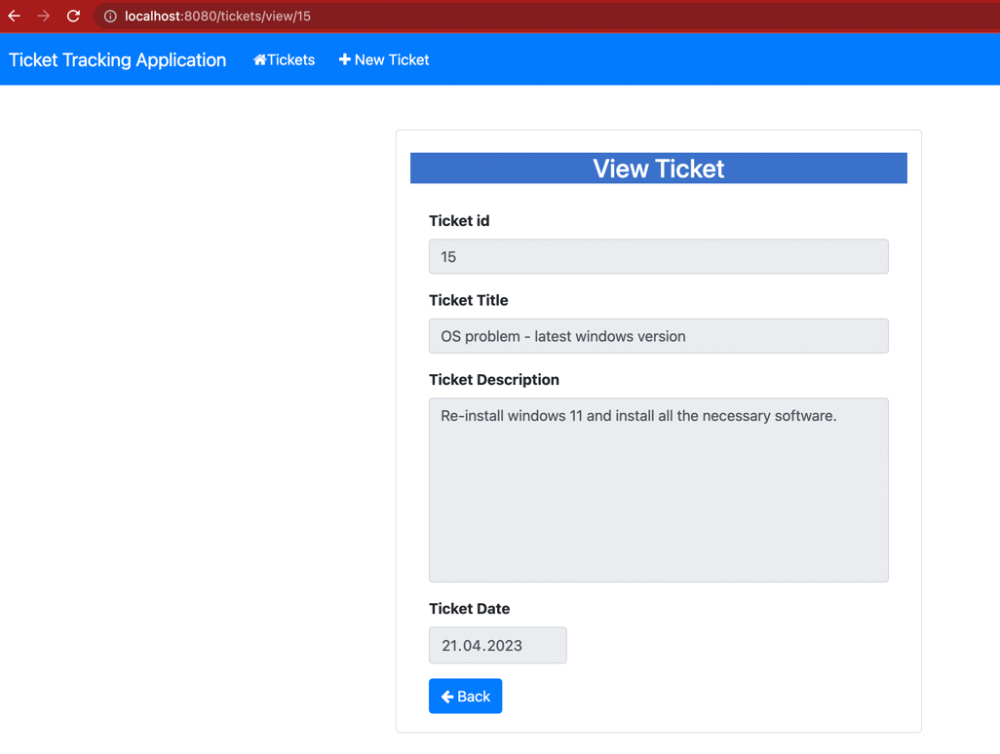 localhost:8080/tickets/view/15
Ticket Tracking Application Tickets New Ticket
View Ticket
Ticket id
15
Ticket Title
OS problem - latest windows version
Ticket Description
Re-install windows 11 and install all the necessary software.
Ticket Date
21.04.2023
Back